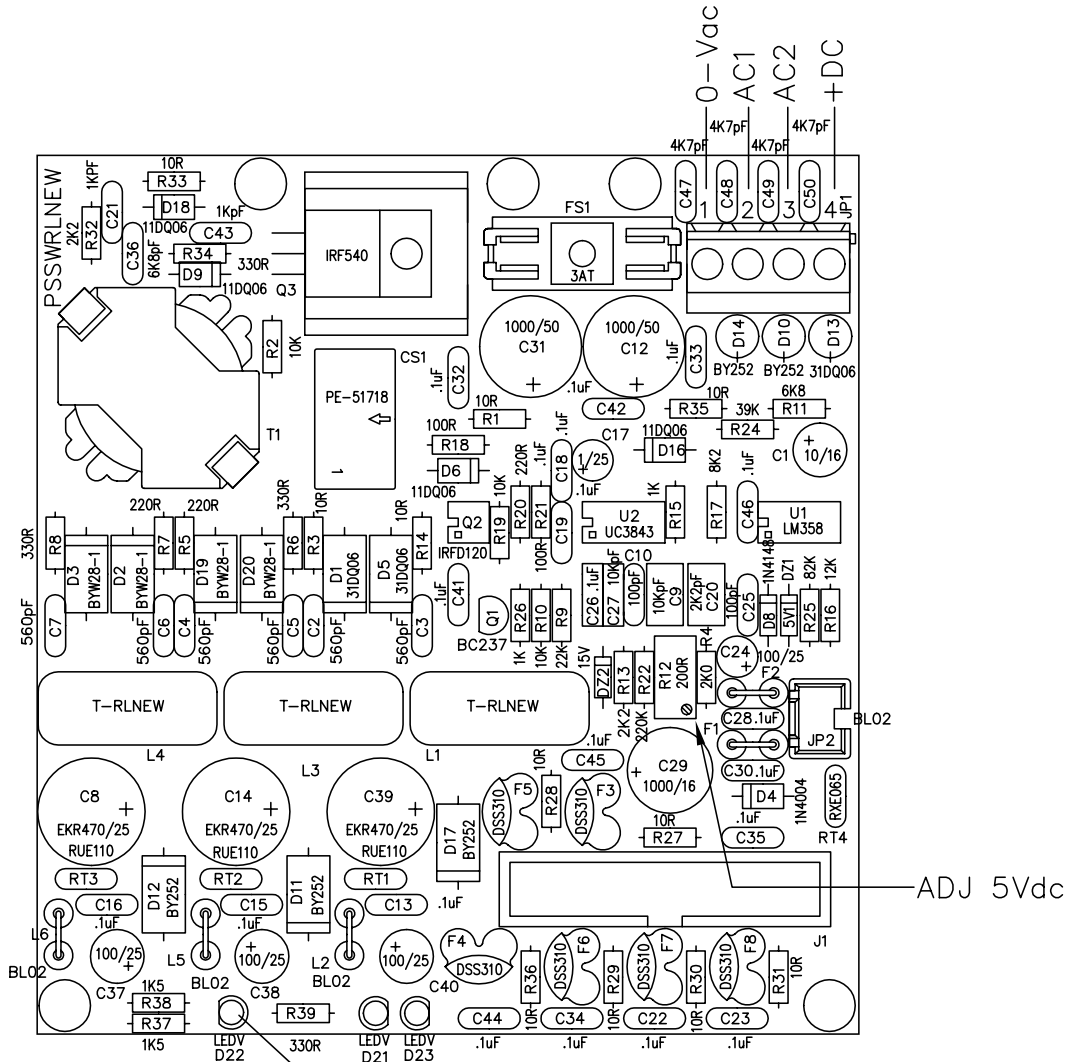 0-Vac
AC1
AC2
+DC
4K7pF
4K7pF
4K7pF
4K7pF
C47
C48
C49
C50
1
2
3
4
JP1
PSSWRLNEW
1KPF
10R
R33
D18
11DQ06
C21
2K2
R32
C36
6K8pF
1KpF
C43
R34
330R
D9
11DQ06
Q3
IRF540
FS1
3AT
1000/50
C31
1000/50
C12
.1uF
C33
D14
BY252
D10
BY252
D13
31DQ06
R2
10K
T1
CS1
PE-51718
1
.1uF
C32
10R
R1
100R
R18
D6
11DQ06
.1uF
C42
10R
R35
39K
R24
6K8
R11
.1uF
C18
C17
1/25
.1uF
11DQ06
D16
8K2
R17
C1
10/16
.1uF
C46
U1
LM358
330R
R8
D3
BYW28-1
D2
BYW28-1
220R
R7
220R
R5
D19
BYW28-1
D20
BYW28-1
330R
R6
10R
R3
D1
31DQ06
D5
31DQ06
10R
R14
Q2
IRFD120
10K
R19
220R
R20
.1uF
R21
100R
C19
U2
UC3843
1K
R15
560pF
C7
560pF
C6
C4
560pF
560pF
C5
C2
560pF
560pF
C3
.1uF
C41
Q1
BC237
R26
1K
R10
10K
R9
22K
C26
.1uF
C27
10KpF
C10
100pF
10KpF
C9
2K2pF
C20
100pF
C25
1N4148
D8
DZ1
5V1
82K
R25
12K
R16
15V
DZ2
R13
2K2
R22
220K
R12
200R
R4
2K0
C24
100/25
F2
C28
.1uF
F1
C30
.1uF
JP2
BL02
T-RLNEW
T-RLNEW
T-RLNEW
L4
L3
L1
C8
EKR470/25
RUE110
C14
EKR470/25
RUE110
C39
EKR470/25
RUE110
D17
BY252
.1uF
F5
DSS310
10R
R28
.1uF
C45
F3
DSS310
C29
1000/16
10R
R27
D4
1N4004
RXE065
RT4
.1uF
C35
ADJ 5Vdc
J1
RT3
RT2
RT1
C16
.1uF
D12
BY252
C15
.1uF
D11
BY252
C13
L6
BL02
100/25
C37
L5
BL02
100/25
C38
L2
BL02
100/25
C40
F4
DSS310
R36
10R
F6
DSS310
R29
10R
F7
DSS310
R30
10R
F8
DSS310
R31
10R
1K5
R38
R37
1K5
LEDV
D22
R39
330R
LEDV
D21
LEDV
D23
C44
.1uF
C34
.1uF
C22
.1uF
C23
.1uF